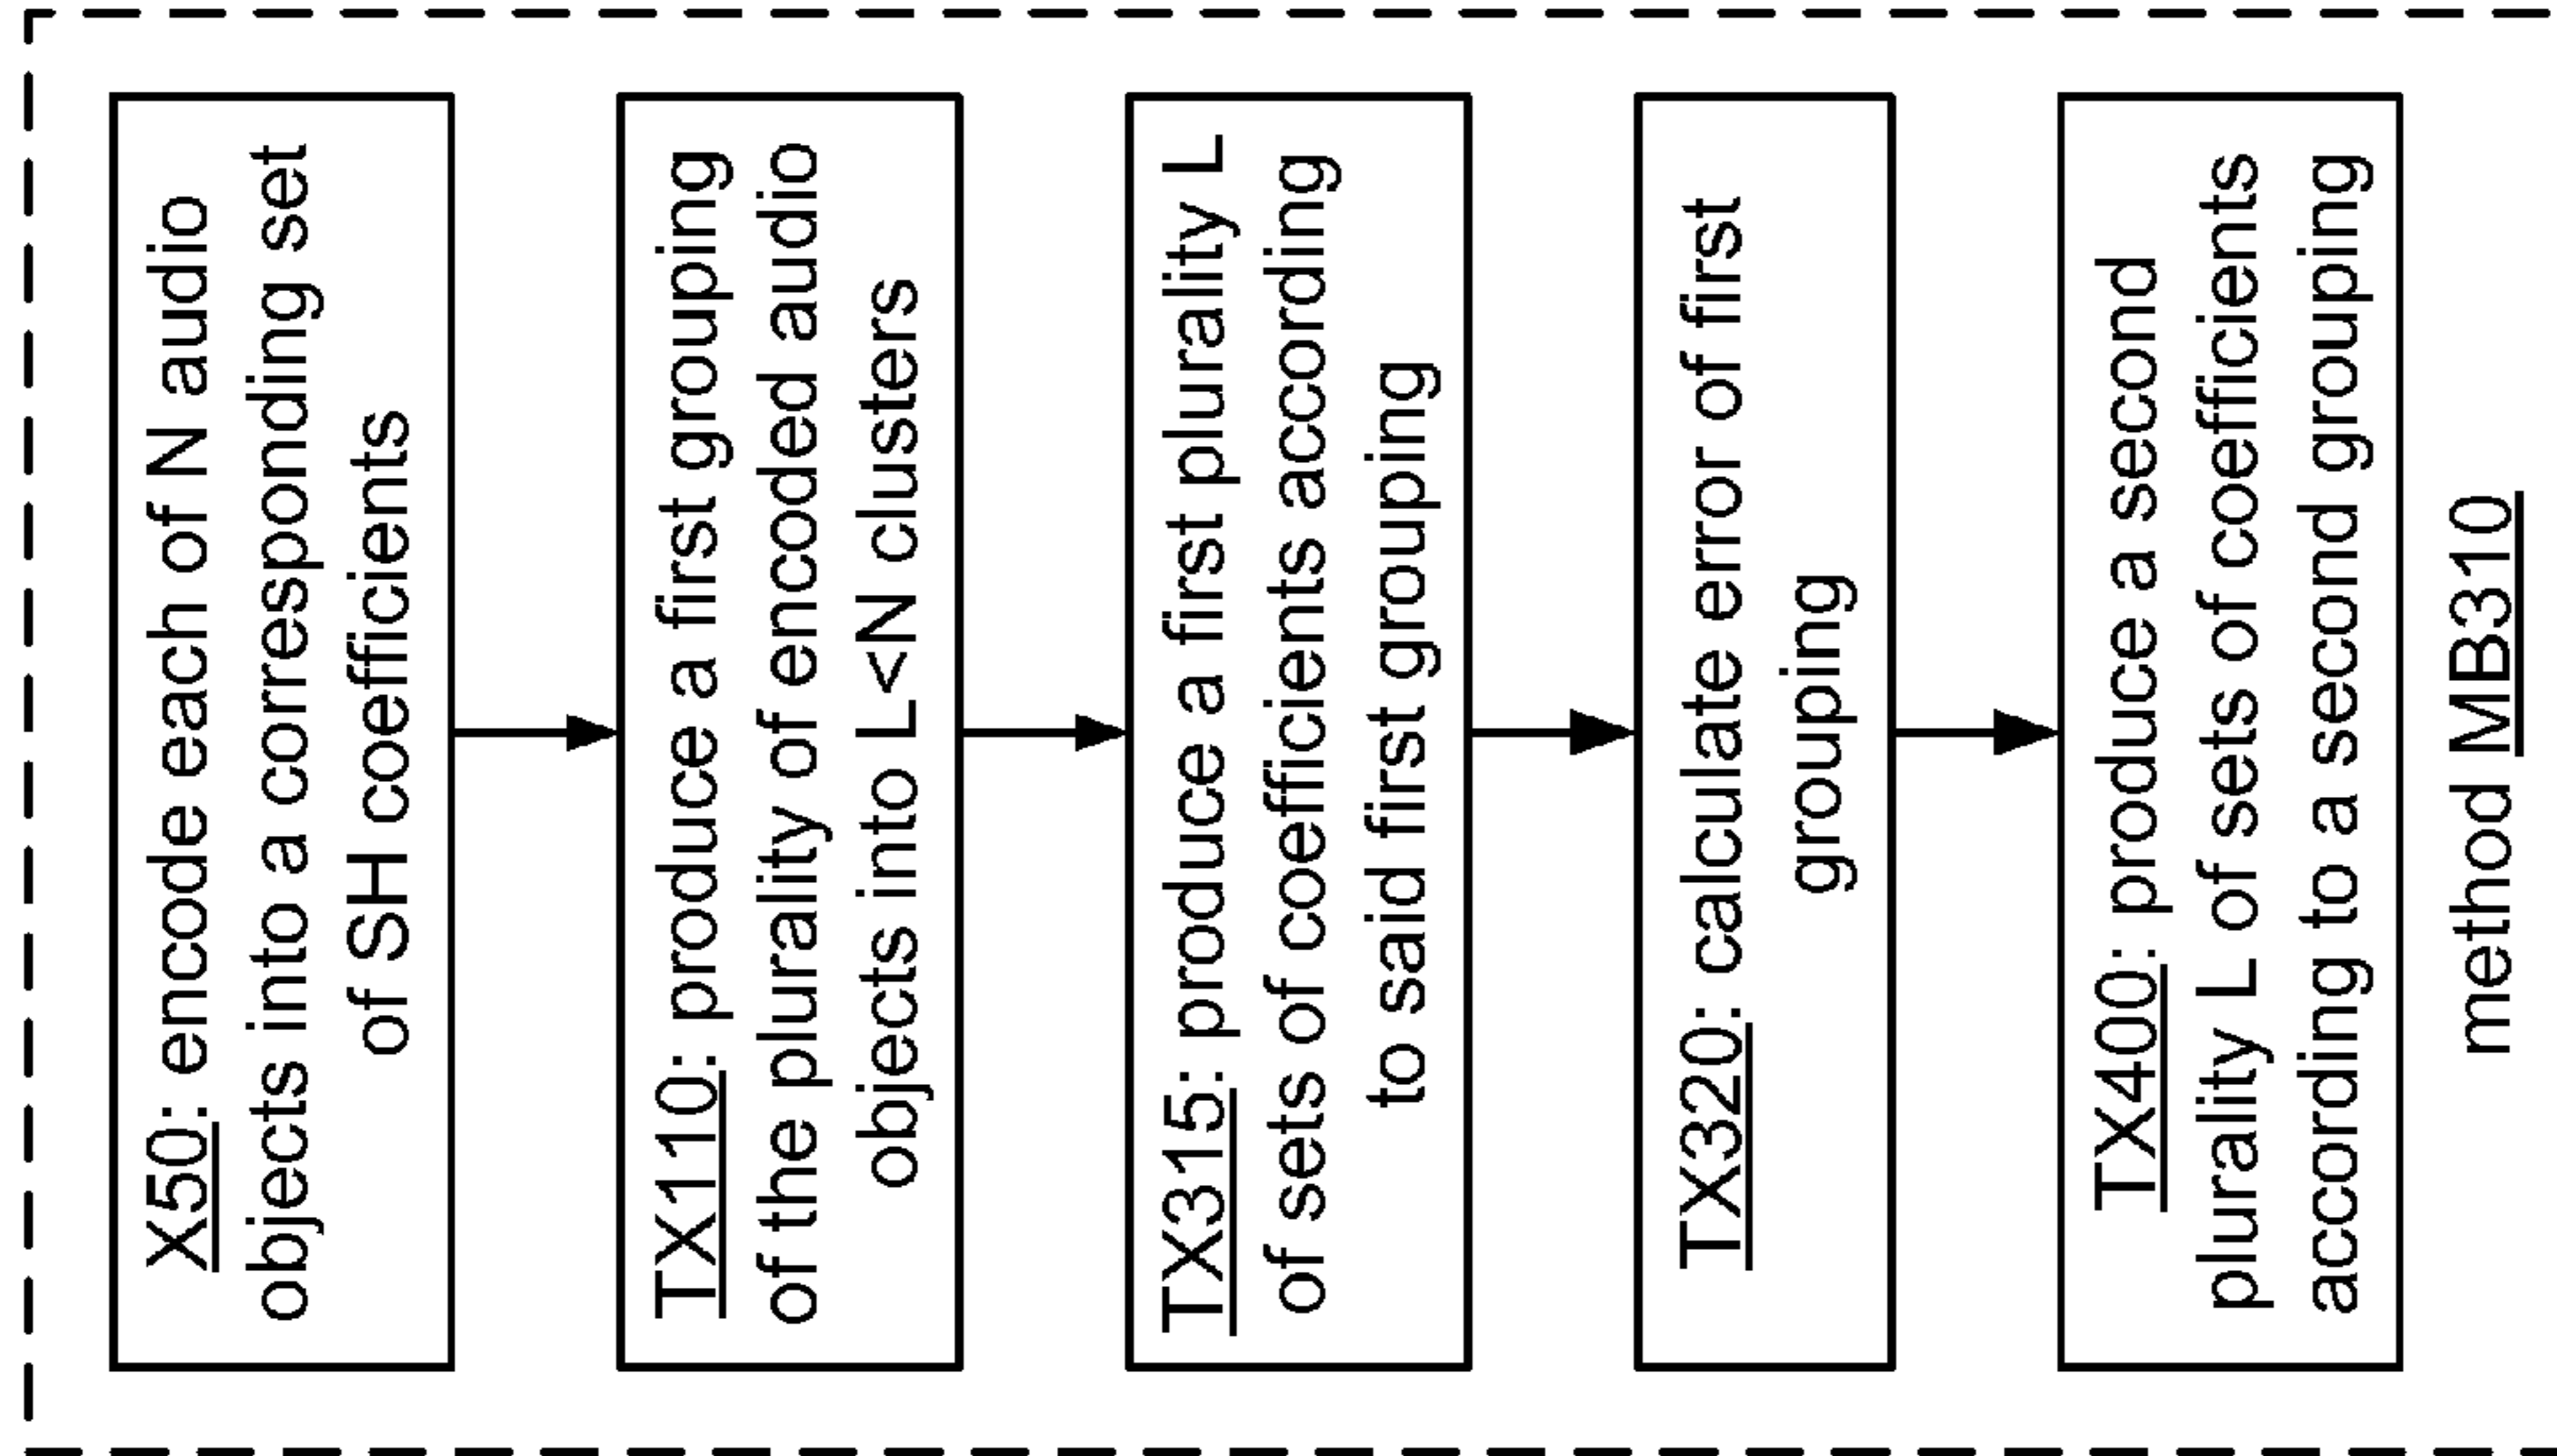 X50: encode each of N audio
objects into a corresponding set
of SH coefficients
TX110: produce a first grouping
of the plurality of encoded audio
objects into L<N clusters
TX315: produce a first plurality L
of sets of coefficients according
to said first grouping
TX320: calculate error of first
grouping
TX400: produce a second
plurality L of sets of coefficients
according to a second grouping
method MB310